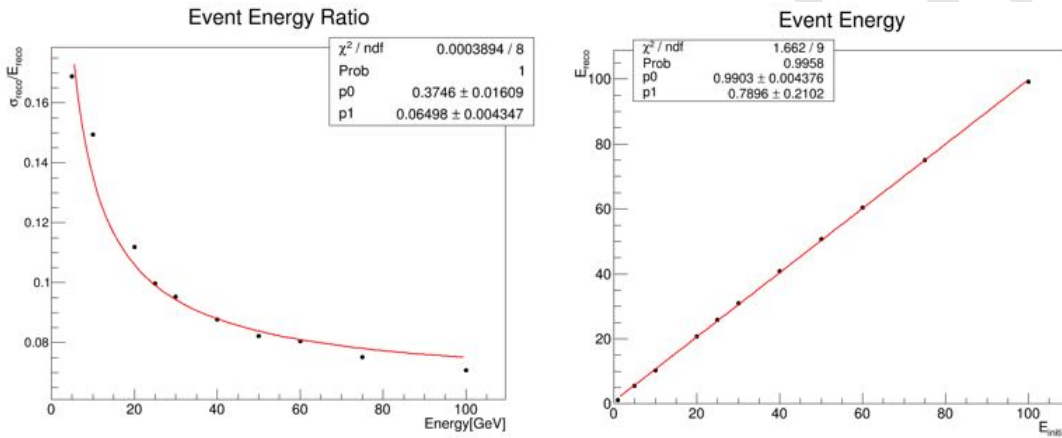 Event Energy Ratio
χ² / ndf 0.0003894 / 8
Prob 1
p0 0.3746 ± 0.01609
p1 0.06498 ± 0.004347
σreco/Ereco
0.16
0.14
0.12
0.1
0.08
0 20 40 60 80 100
Energy[GeV]
Event Energy
χ² / ndf 1.662 / 9
Prob 0.9958
p0 0.9903 ± 0.004376
p1 0.7896 ± 0.2102
Ereco
100
80
60
40
20
0
0 20 40 60 80 100
Einiti